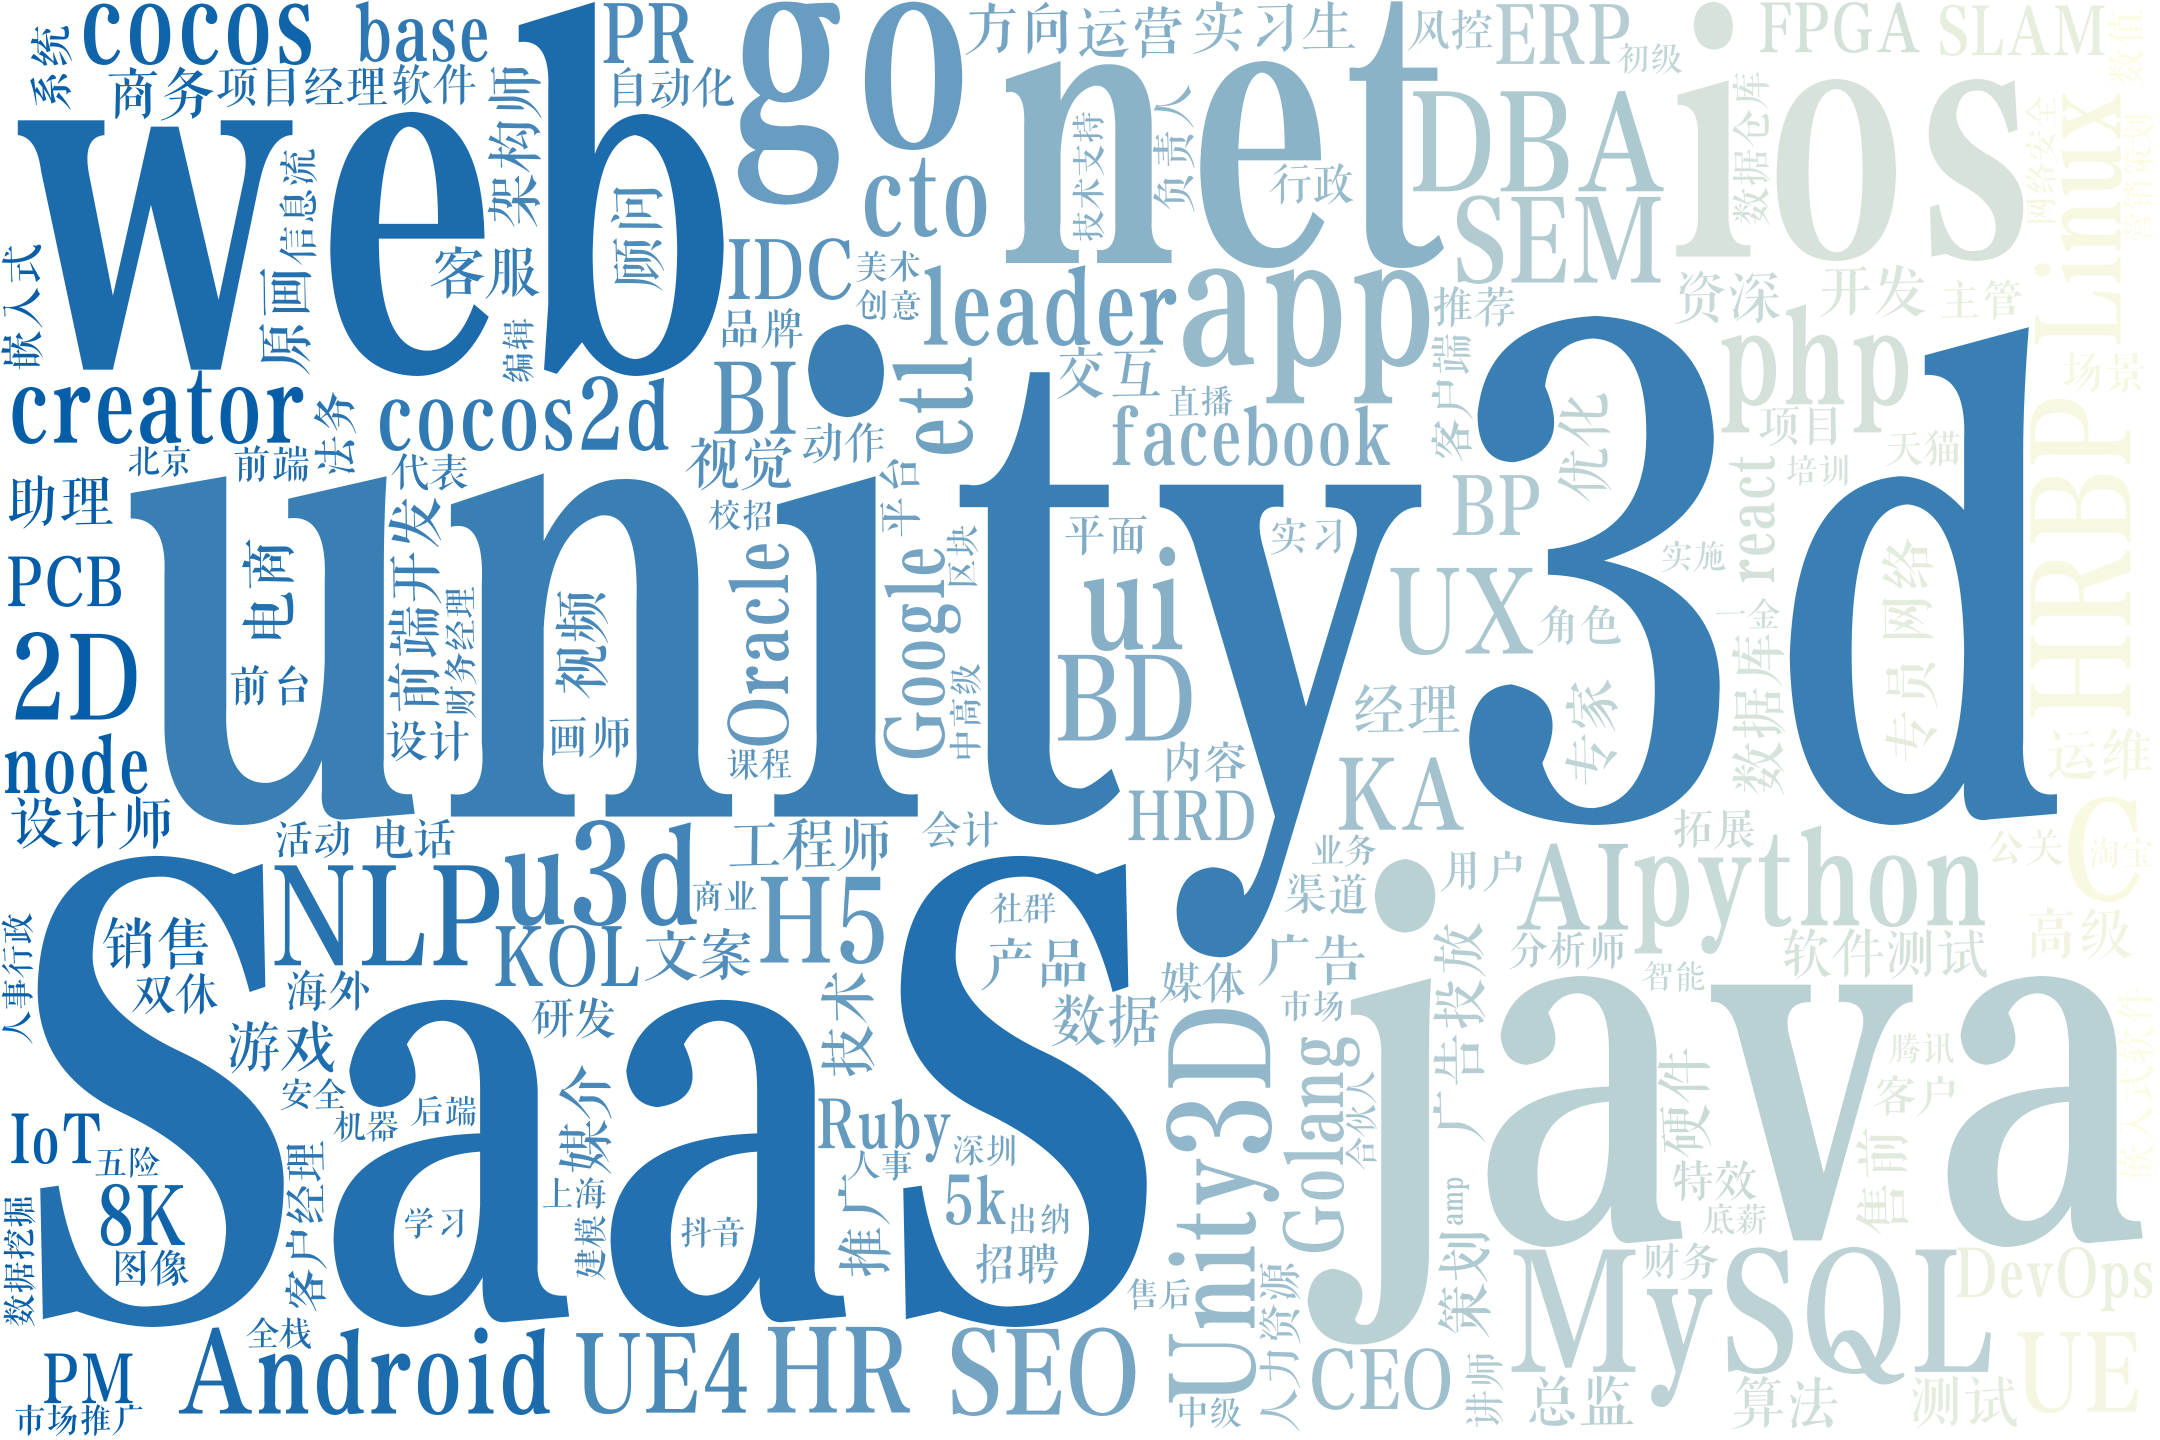 系统
cocos
base
PR
go
方向
运营
实习生
风控
ERP
初级
FPGA
SLAM
数值
商务
项目经理
软件
架构师
自动化
net
技术支持
负责人
行政
DBA
SEM
ios
数据仓库
网络安全
Linux
营销策划
web
嵌入式
信息流
原画
客服
顾问
编辑
cto
IDC
美术
创意
品牌
leader
app
推荐
资深
开发
主管
php
场景
creator
法务
cocos2d
BI
视觉
动作
etl
交互
直播
facebook
客户端
优化
项目
天猫
培训
react
HRBP
北京
前端
代表
助理
PCB
2D
node
设计师
电商
前台
前端开发
财务经理
设计
视频
画师
校招
Oracle
课程
平台
Google
区块
中高级
unity3d
平面
实习
ui
BD
内容
HRD
BP
UX
角色
经理
KA
专家
实施
一金
数据库
网络
专员
运维
拓展
公关
C
淘宝
高级
活动
电话
NLP
u3d
商业
工程师
会计
H5
KOL
文案
业务
渠道
用户
AI
python
人事行政
销售
双休
海外
游戏
研发
技术
社群
产品
数据
媒体
广告
市场
广告投放
分析师
智能
软件测试
SaaS
安全
机器
后端
媒介
Ruby
人事
深圳
Unity3D
Golang
合伙人
java
硬件
腾讯
客户
售前
嵌入式软件
IoT
五险
8K
图像
数据挖掘
客户经理
学习
上海
建模
抖音
推广
5k
出纳
招聘
售后
人力资源
amp
策划
特效
底薪
财务
MySQL
DevOps
全栈
PM
市场推广
Android
UE4
HR
SEO
中级
CEO
讲师
总监
算法
测试
UE